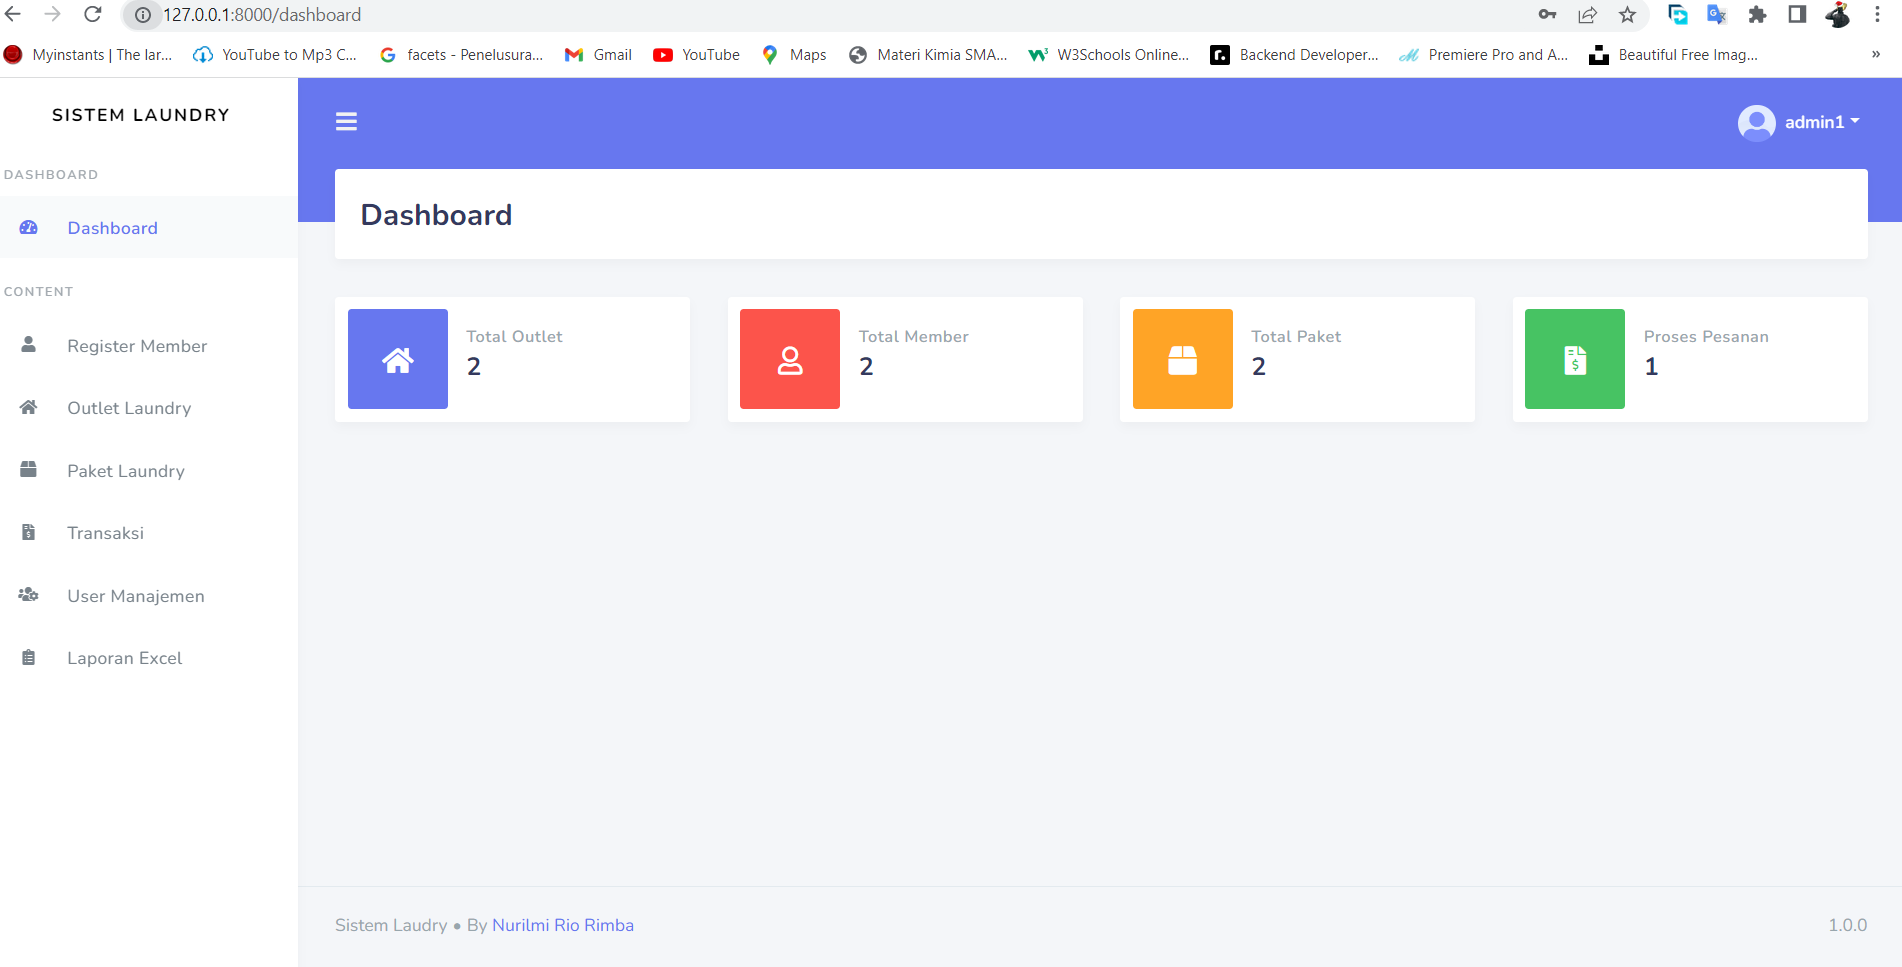 127.0.0.1:8000/dashboard
Myinstants | The lar... YouTube to Mp3 C... facets - Penelusura... Gmail YouTube Maps Materi Kimia SMA... W3Schools Online... Backend Developer... Premiere Pro and A... Beautiful Free Imag... »
SISTEM LAUNDRY
admin1
DASHBOARD
Dashboard
CONTENT
Register Member
Outlet Laundry
Paket Laundry
Transaksi
User Manajemen
Laporan Excel
Dashboard
Total Outlet
2
Total Member
2
Total Paket
2
Proses Pesanan
1
Sistem Laudry • By Nurilmi Rio Rimba
1.0.0